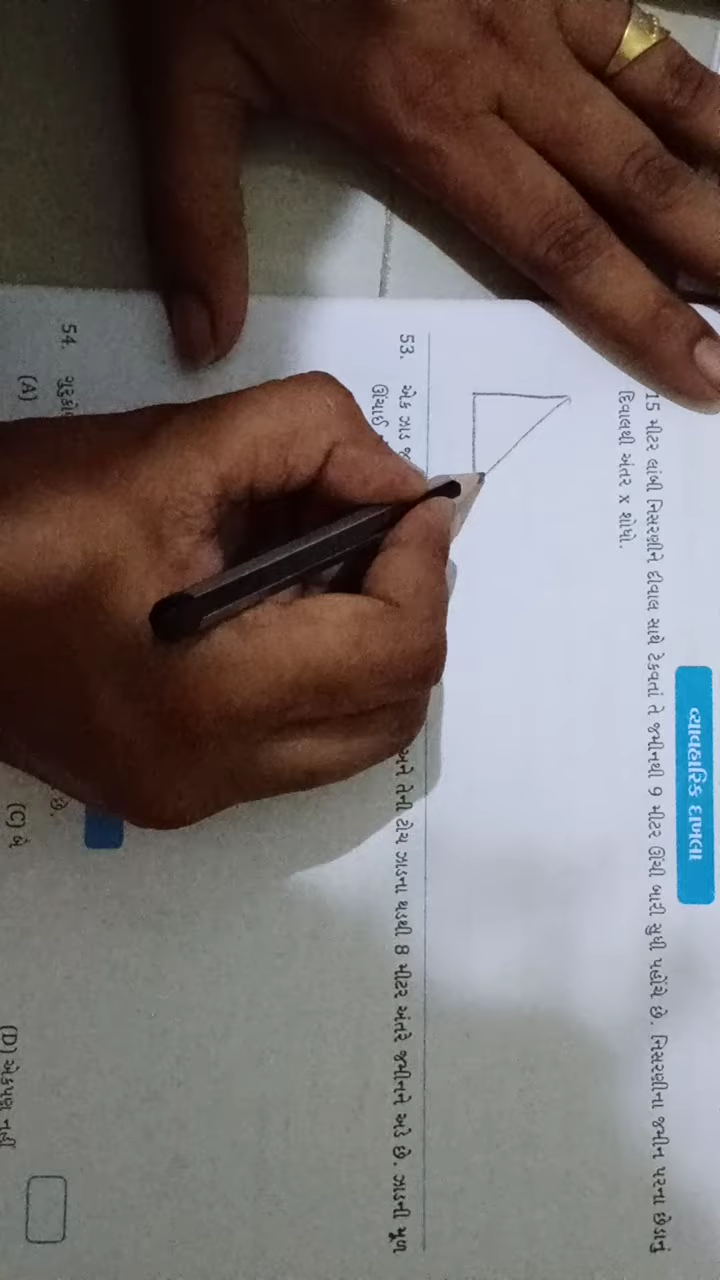 વ્યાવહારિક દાખલા
15 મીટર લાંબી નિસરણીને દીવાલ સાથે ટેકવતાં તે જમીનથી 9 મીટર ઊંચી બારી સુધી પહોંચે છે. નિસરણીના જમીન પરના છેડાનું
દિવાલથી અંતર x શોધો.
53. એક ઝાડ અને તેની ટોચ ઝાડના થડથી 8 મીટર અંતરે જમીનને અડે છે. ઝાડની મૂળ
ઊંચાઈ
54. છે.
(A) (C) બે (D) એકપણ નહીં